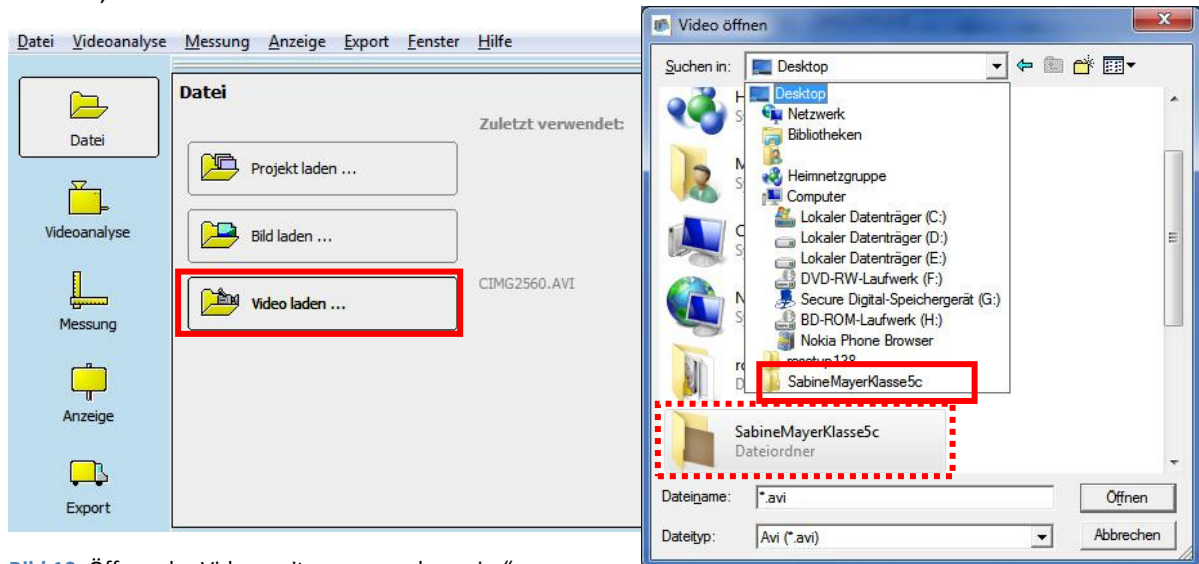 Datei Videoanalyse Messung Anzeige Export Fenster Hilfe
Datei
Videoanalyse
Messung
Anzeige
Export
Datei
Zuletzt verwendet:
Projekt laden ...
Bild laden ...
Video laden ...
CIMG2560.AVI
Video öffnen
Suchen in: Desktop
Desktop
Netzwerk
Bibliotheken
Heimnetzgruppe
Computer
Lokaler Datenträger (C:)
Lokaler Datenträger (D:)
Lokaler Datenträger (E:)
DVD-RW-Laufwerk (F:)
Secure Digital-Speichergerät (G:)
BD-ROM-Laufwerk (H:)
Nokia Phone Browser
SabineMayerKlasse5c
SabineMayerKlasse5c
Dateiordner
Dateiname: *.avi
Öffnen
Dateityp: Avi (*.avi)
Abbrechen